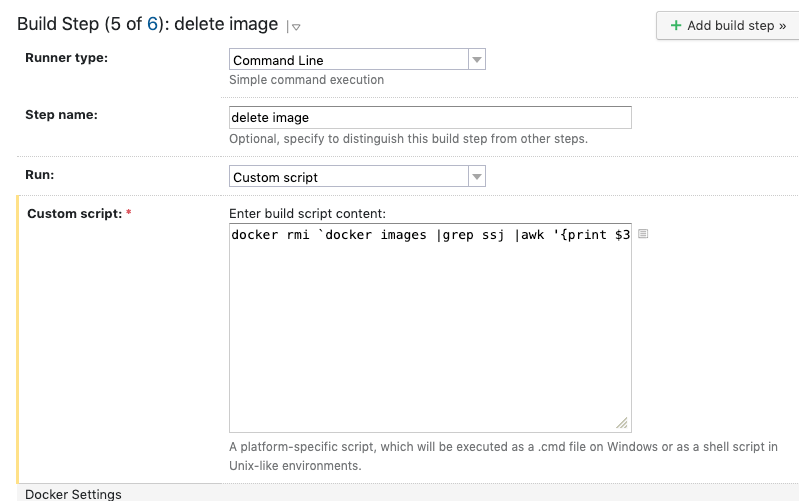 Build Step (5 of 6): delete image
+ Add build step »
Runner type:
Command Line
Simple command execution
Step name:
delete image
Optional, specify to distinguish this build step from other steps.
Run:
Custom script
Custom script: *
Enter build script content:
docker rmi `docker images |grep ssj |awk '{print $3
A platform-specific script, which will be executed as a .cmd file on Windows or as a shell script in
Unix-like environments.
Docker Settings